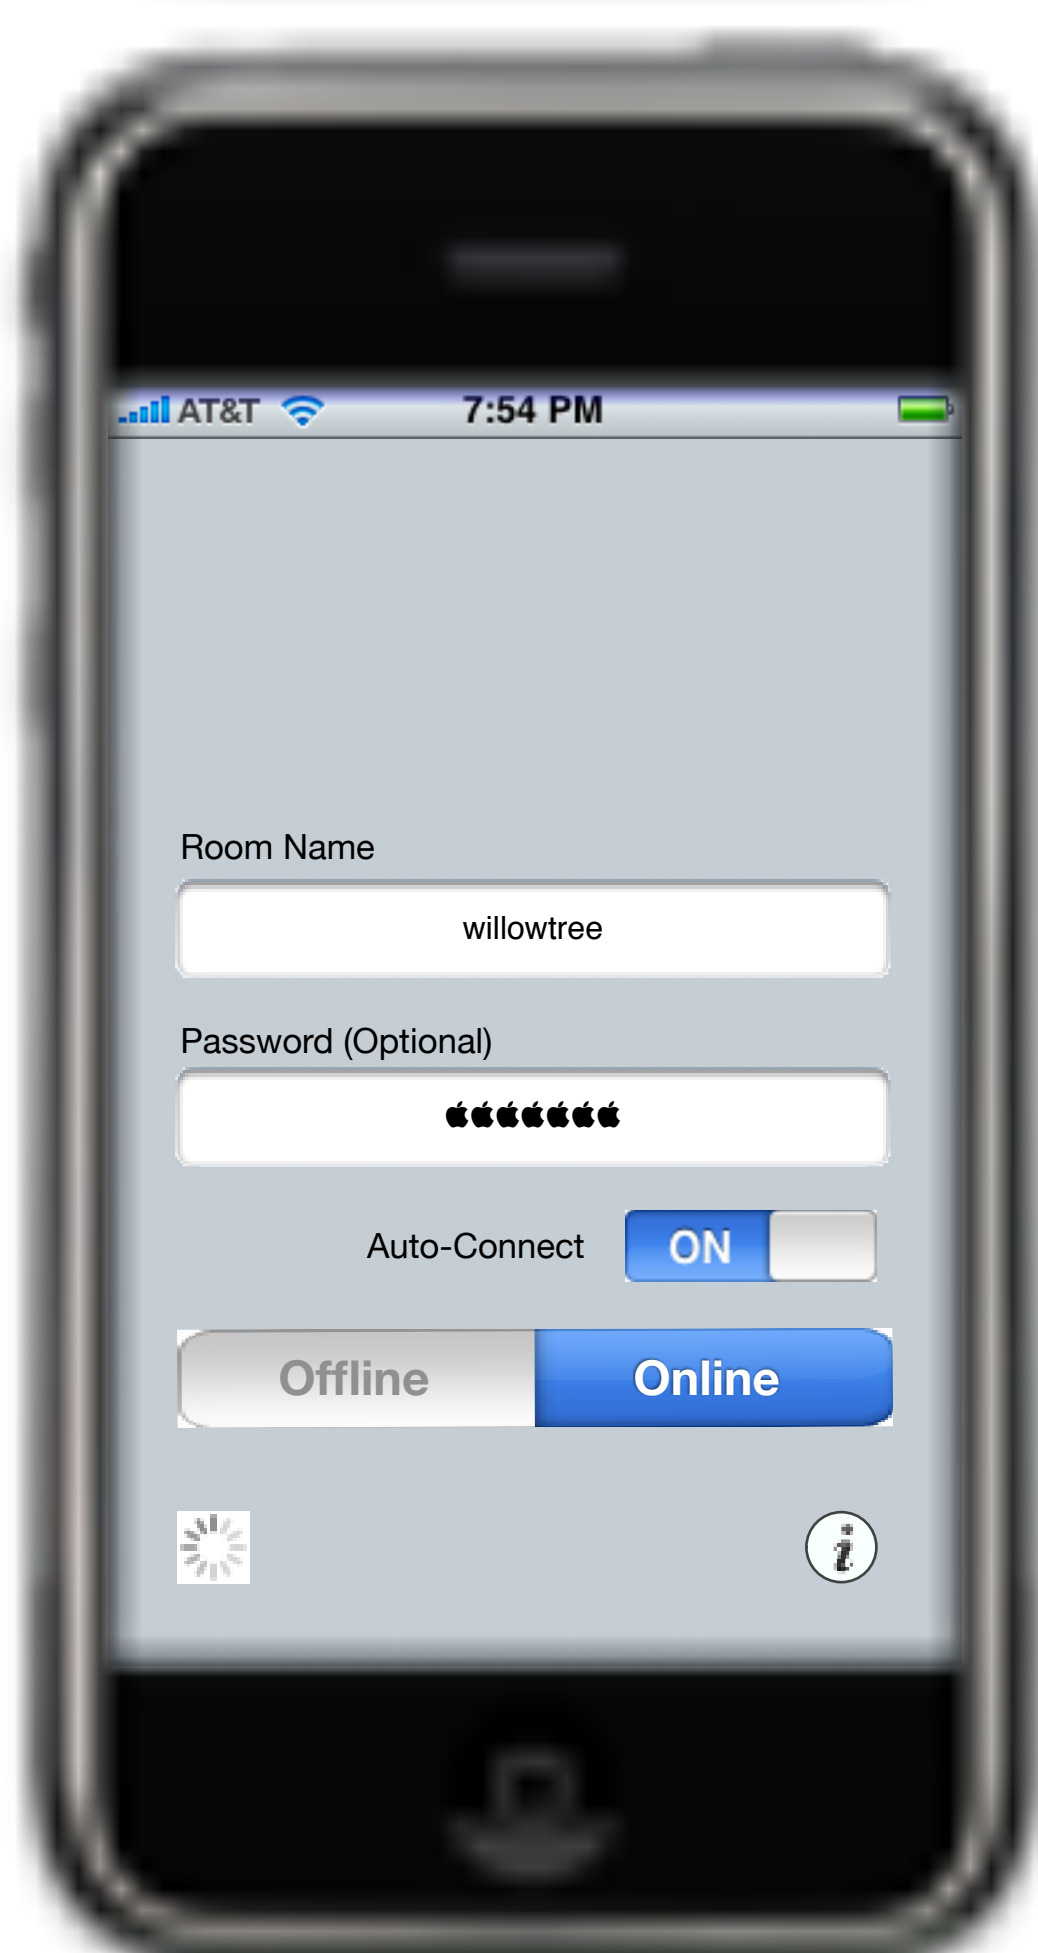 AT&T 7:54 PM
Room Name
willowtree
Password (Optional)

Auto-Connect ON
Offline Online
i